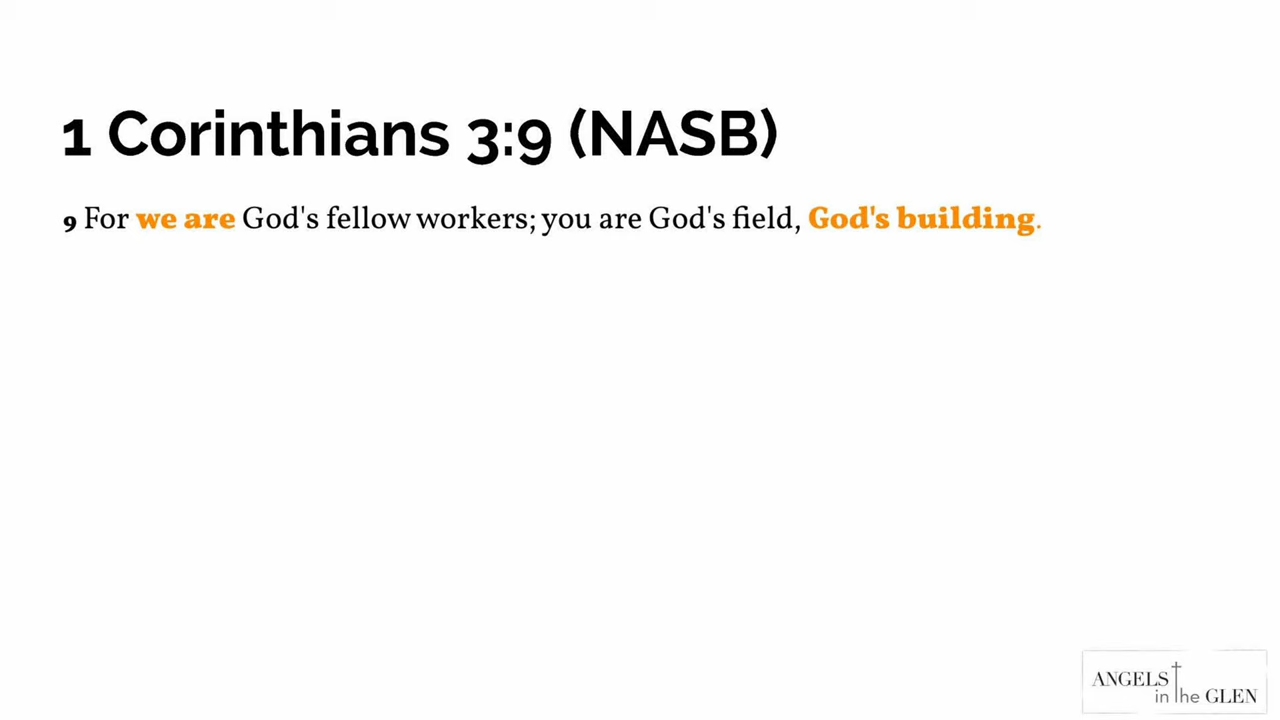 1 Corinthians 3:9 (NASB)
9 For we are God's fellow workers; you are God's field, God's building.
ANGELS
in the GLEN